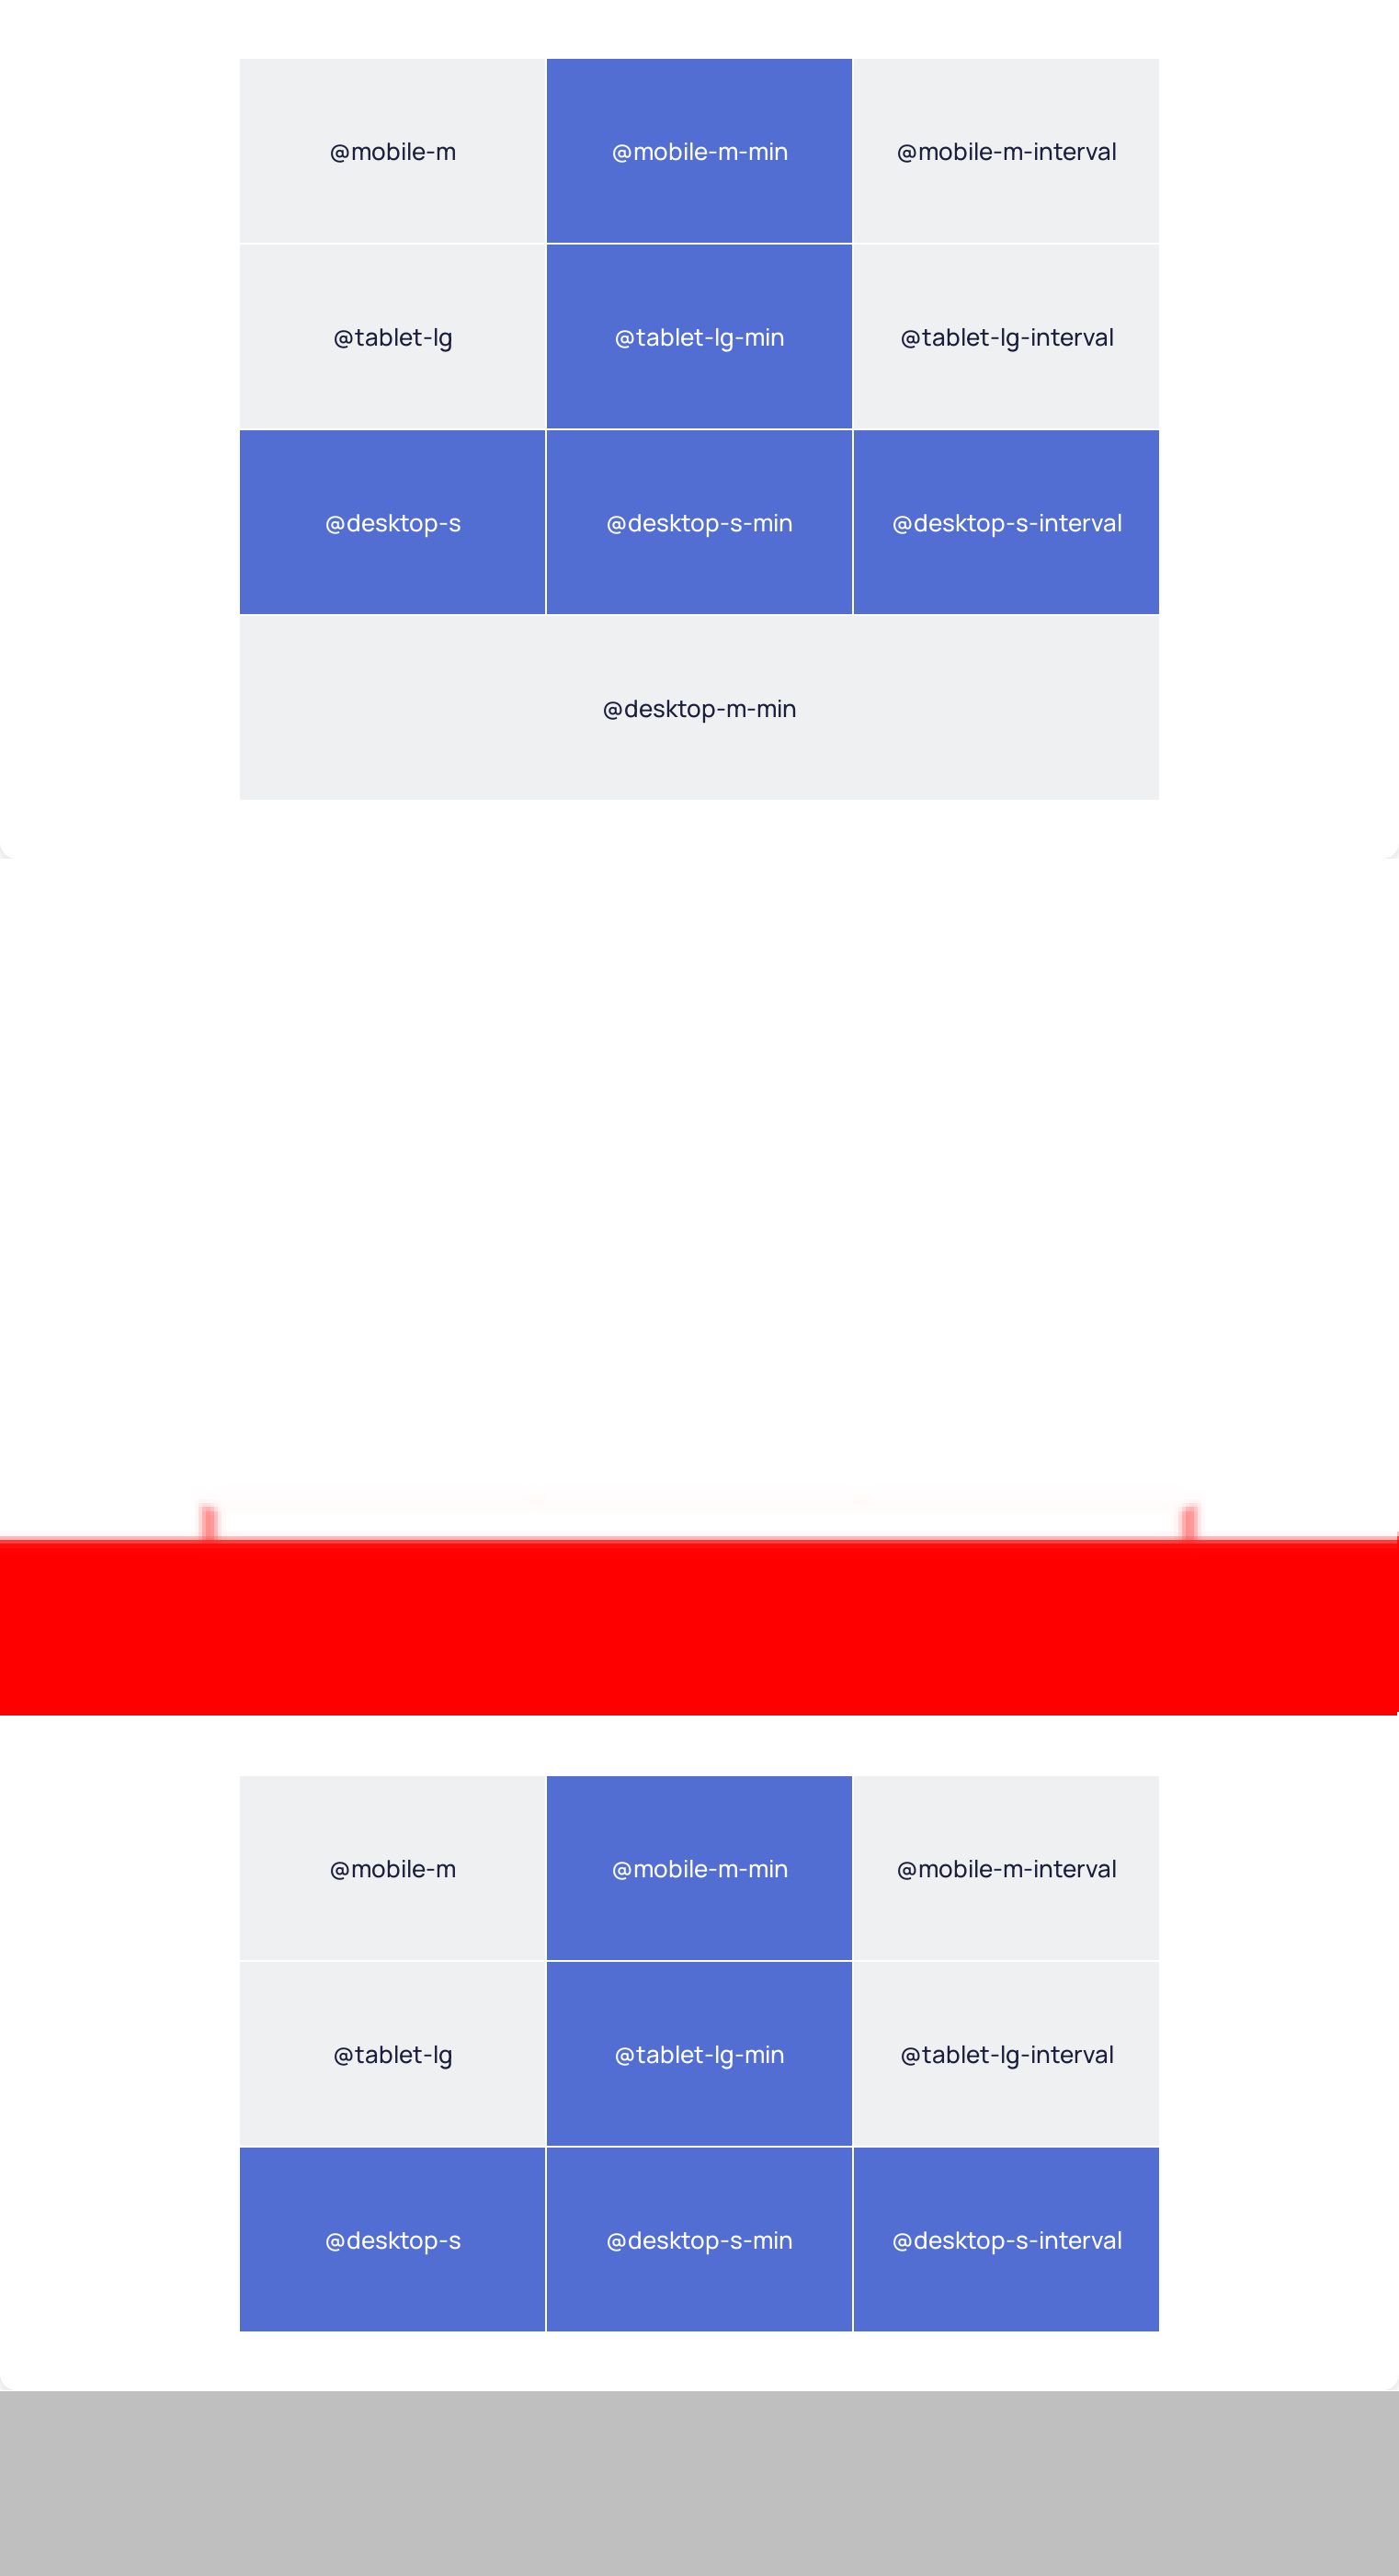 @mobile-m @mobile-m-min @mobile-m-interval
@tablet-lg @tablet-lg-min @tablet-lg-interval
@desktop-s @desktop-s-min @desktop-s-interval
@desktop-m-min
@mobile-m @mobile-m-min @mobile-m-interval
@tablet-lg @tablet-lg-min @tablet-lg-interval
@desktop-s @desktop-s-min @desktop-s-interval